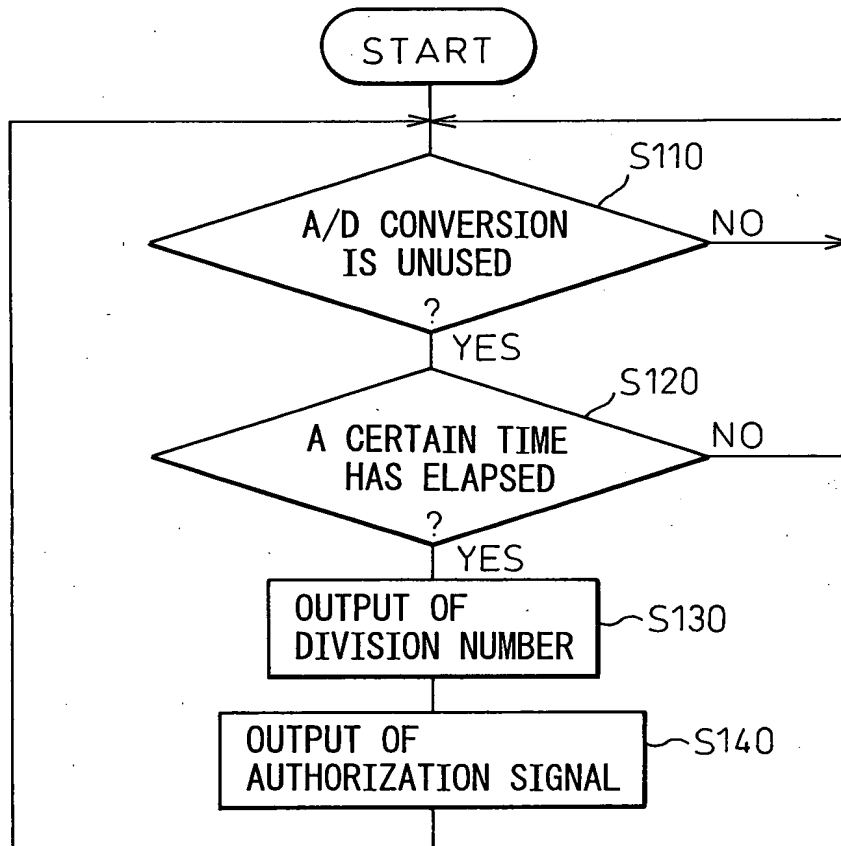 START
S110
A/D CONVERSION
IS UNUSED
?
NO
YES
S120
A CERTAIN TIME
HAS ELAPSED
?
NO
YES
OUTPUT OF
DIVISION NUMBER
S130
OUTPUT OF
AUTHORIZATION SIGNAL
S140